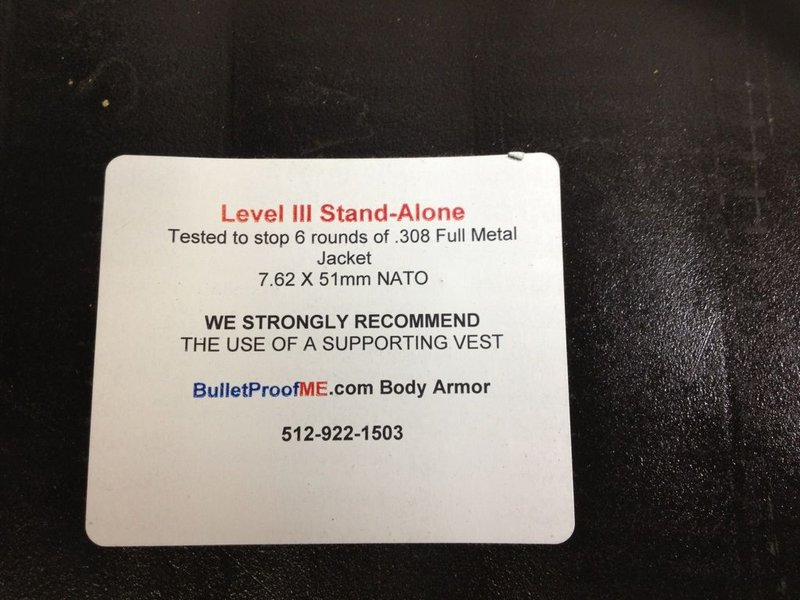 Level III Stand-Alone
Tested to stop 6 rounds of .308 Full Metal
Jacket
7.62 X 51mm NATO
WE STRONGLY RECOMMEND
THE USE OF A SUPPORTING VEST
BulletProofME.com Body Armor
512-922-1503